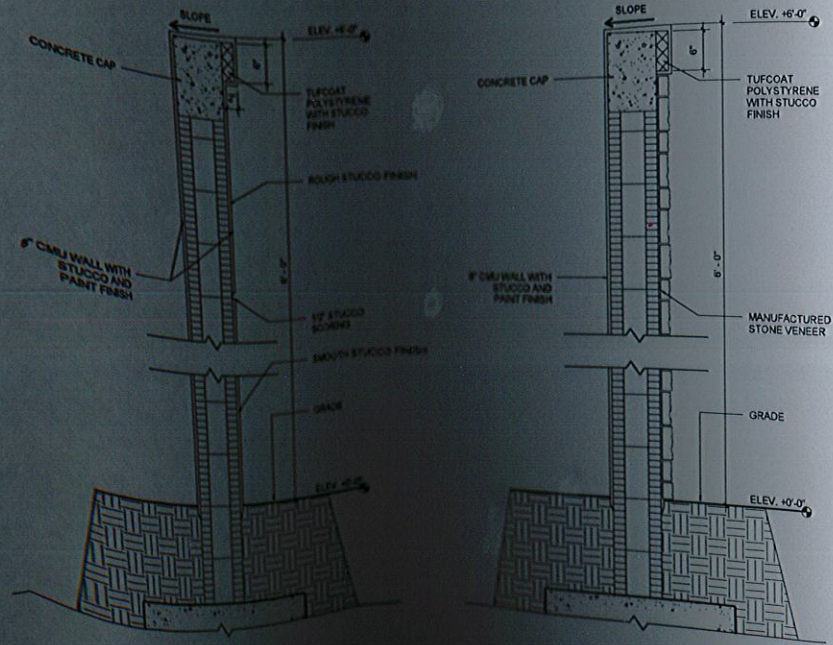 SLOPE
ELEV. +6'-0"
CONCRETE CAP
6"
TUFCOAT
POLYSTYRENE
WITH STUCCO
FINISH
ROUGH STUCCO FINISH
6'-0"
8" CMU WALL WITH
STUCCO AND
PAINT FINISH
1/2" STUCCO
SCORING
SMOOTH STUCCO FINISH
GRADE
ELEV. +0'-0"
SLOPE
ELEV. +6'-0"
6"
CONCRETE CAP
TUFCOAT
POLYSTYRENE
WITH STUCCO
FINISH
6'-0"
8" CMU WALL WITH
STUCCO AND
PAINT FINISH
MANUFACTURED
STONE VENEER
GRADE
ELEV. +0'-0"